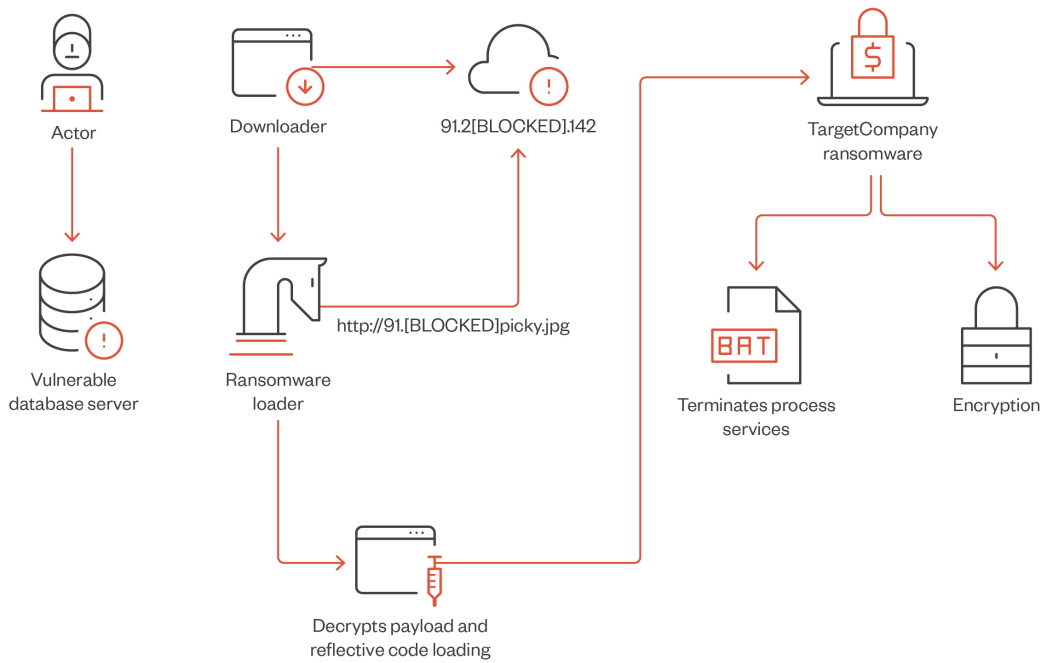 Actor
Downloader
91.2[BLOCKED].142
$
TargetCompany
ransomware
Vulnerable
database server
http://91.[BLOCKED]picky.jpg
Ransomware
loader
BAT
Terminates process
services
Encryption
Decrypts payload and
reflective code loading